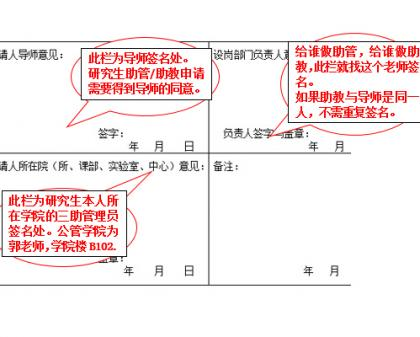 请人导师意见：
此栏为导师签名处。
研究生助管/助教申请
需要得到导师的同意。
签字：
年 月 日
设岗部门负责人意
给谁做助管，给谁做助
教，此栏就找这个老师签
名。
如果助教与导师是同一
人，不需重复签名。
负责人签字 盖章：
年 月 日
请人所在院（所、课部、实验室、中心）意见：
此栏为研究生本人所
在学院的三助管理员
签名处。公管学院为
郭老师，学院楼 B102.
盖章：
年 月 日
备注：
年 月 日